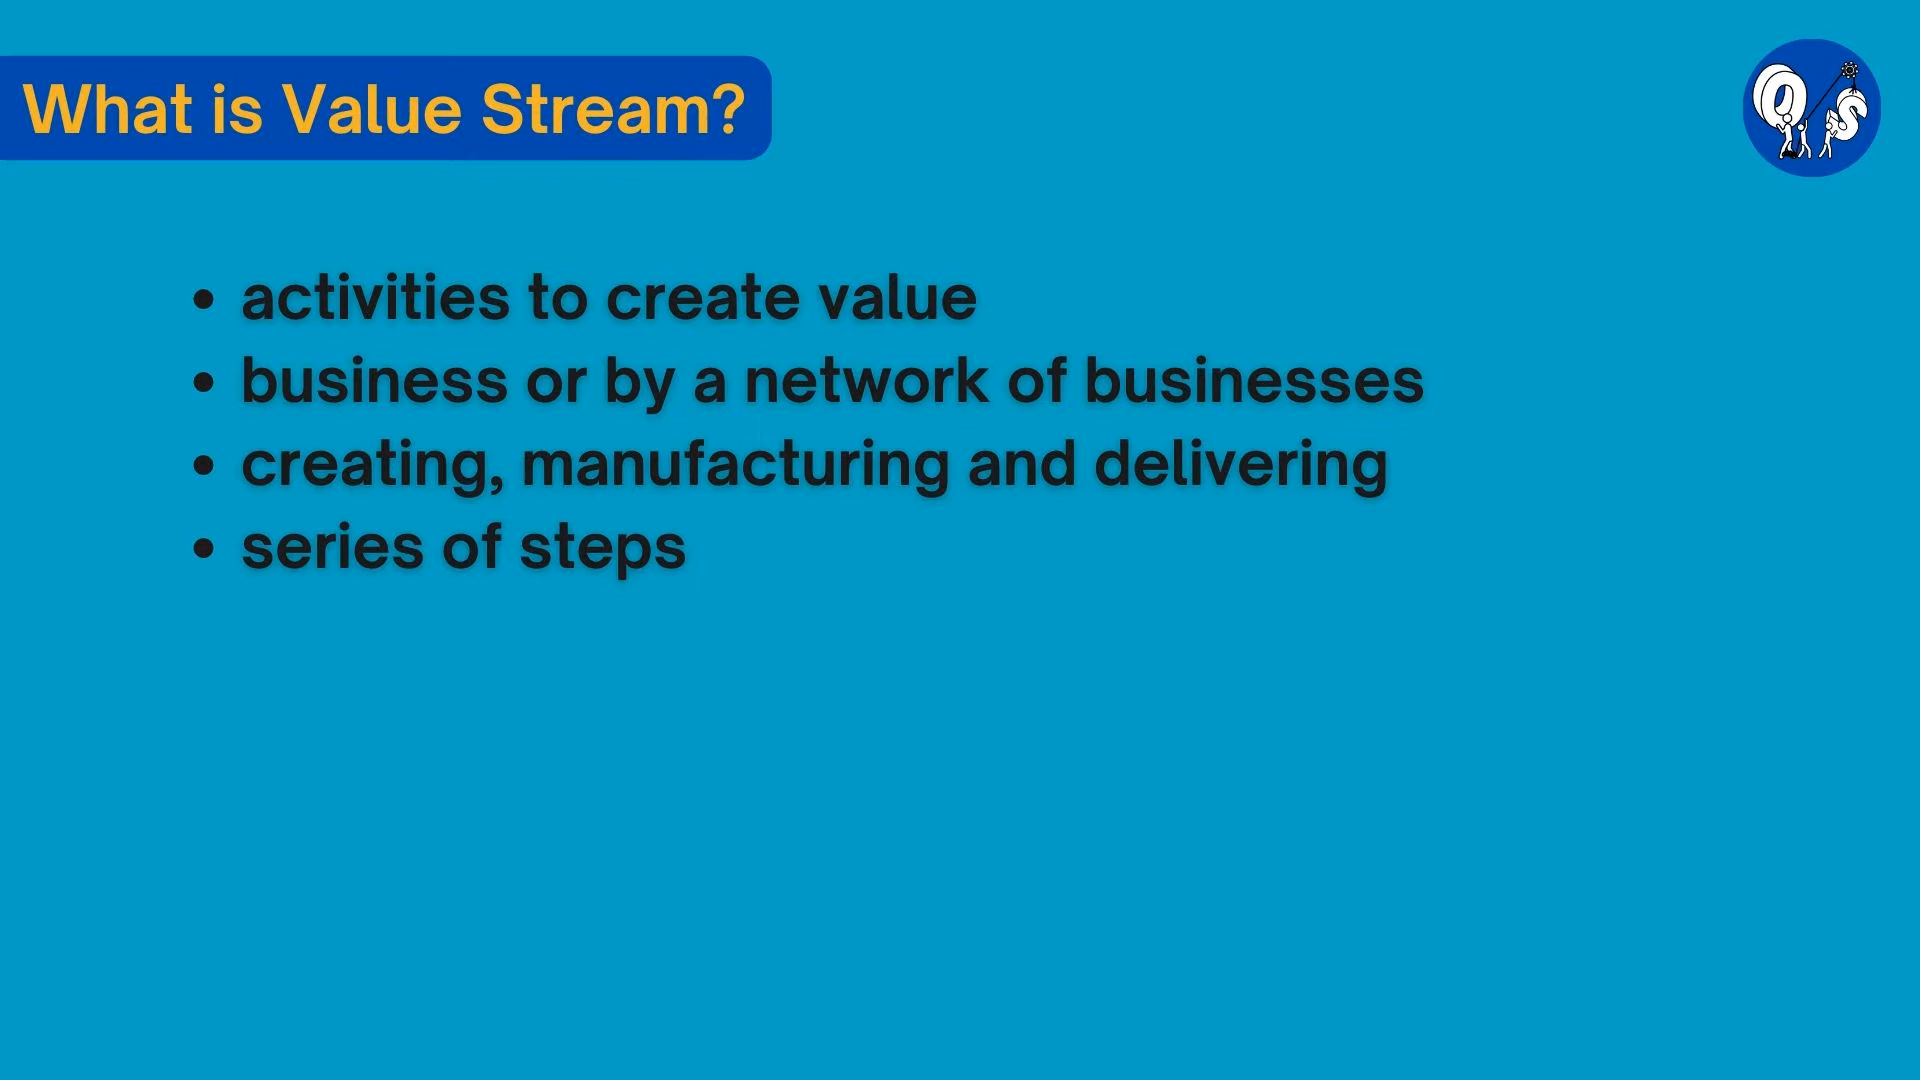 What is Value Stream?
Q S
• activities to create value
• business or by a network of businesses
• creating, manufacturing and delivering
• series of steps